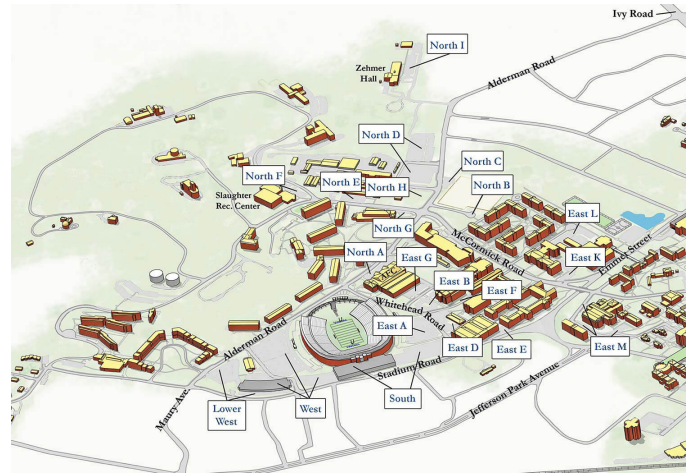 Ivy Road
North I
Zehmer
Hall
Alderman Road
North D
North C
North F
North E
North H
North B
Slaughter
Rec. Center
North G
East L
McCormick Road
North A
East G
East K
Emmet Street
AFC
East B
East F
Whitehead Road
East A
Alderman Road
East D
East E
East M
Stadium Road
Jefferson Park Avenue
Maury Ave
Lower
West
West
South